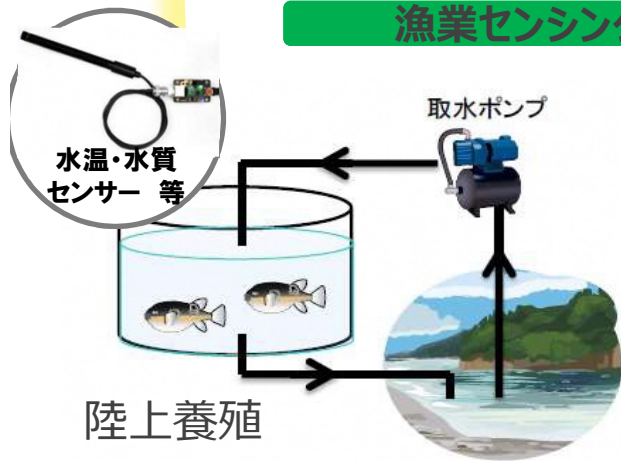 漁業センシング
取水ポンプ
水温・水質
センサー 等
陸上養殖